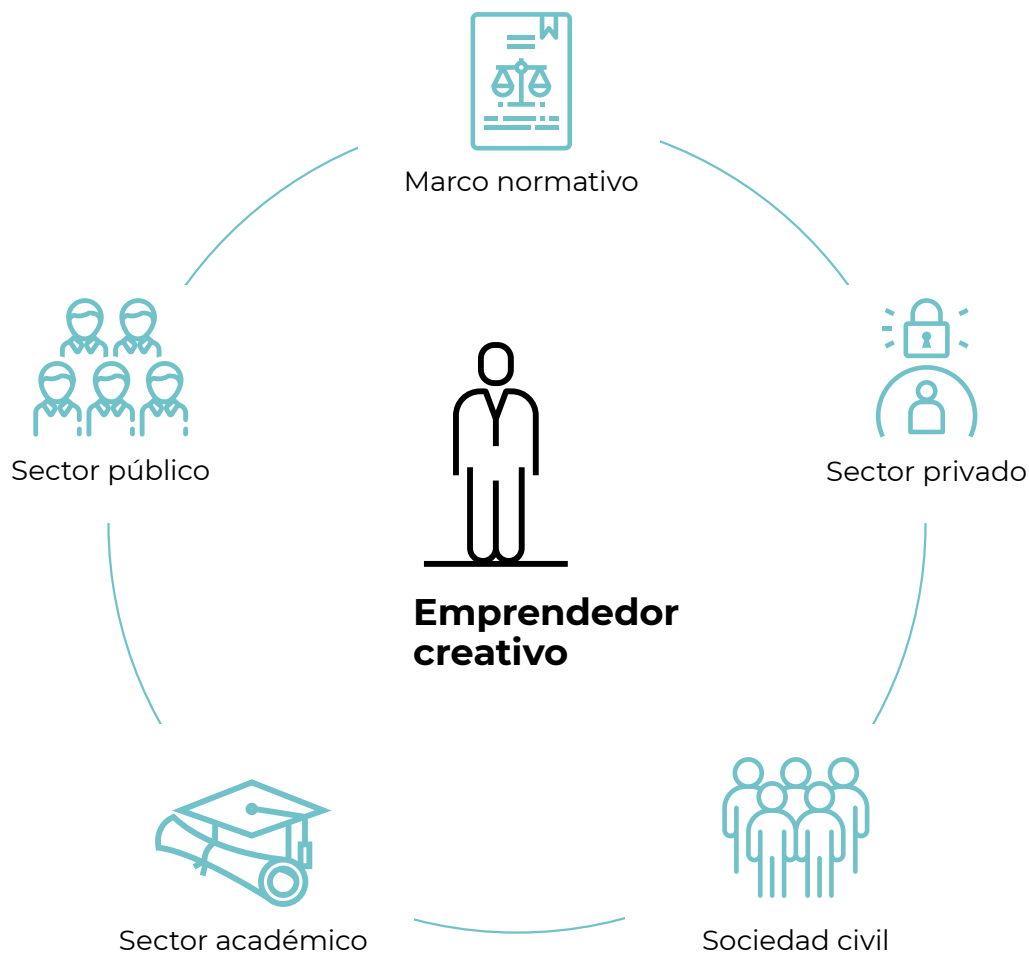 Marco normativo
Sector público
Sector privado
Emprendedor
creativo
Sector académico
Sociedad civil